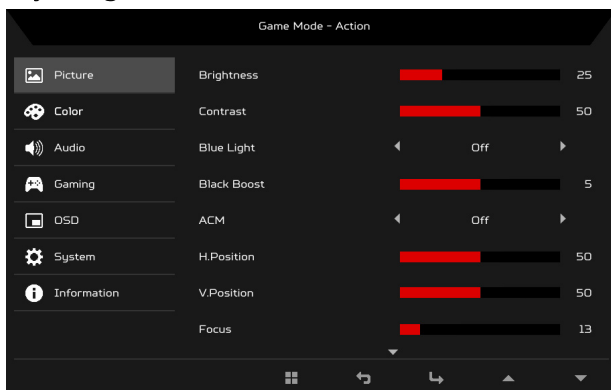 Game Mode - Action
Picture
Brightness 25
Color
Contrast 50
Audio
Blue Light Off
Gaming
Black Boost 5
OSD
ACM Off
System
H.Position 50
Information
V.Position 50
Focus 13